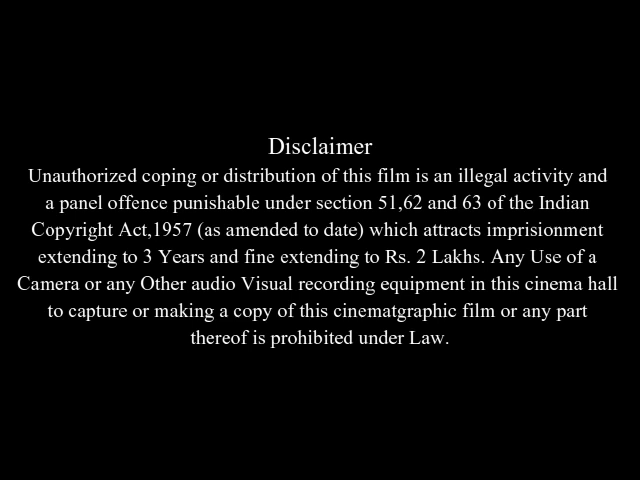 Disclaimer
Unauthorized coping or distribution of this film is an illegal activity and
a panel offence punishable under section 51,62 and 63 of the Indian
Copyright Act,1957 (as amended to date) which attracts imprisionment
extending to 3 Years and fine extending to Rs. 2 Lakhs. Any Use of a
Camera or any Other audio Visual recording equipment in this cinema hall
to capture or making a copy of this cinematgraphic film or any part
thereof is prohibited under Law.